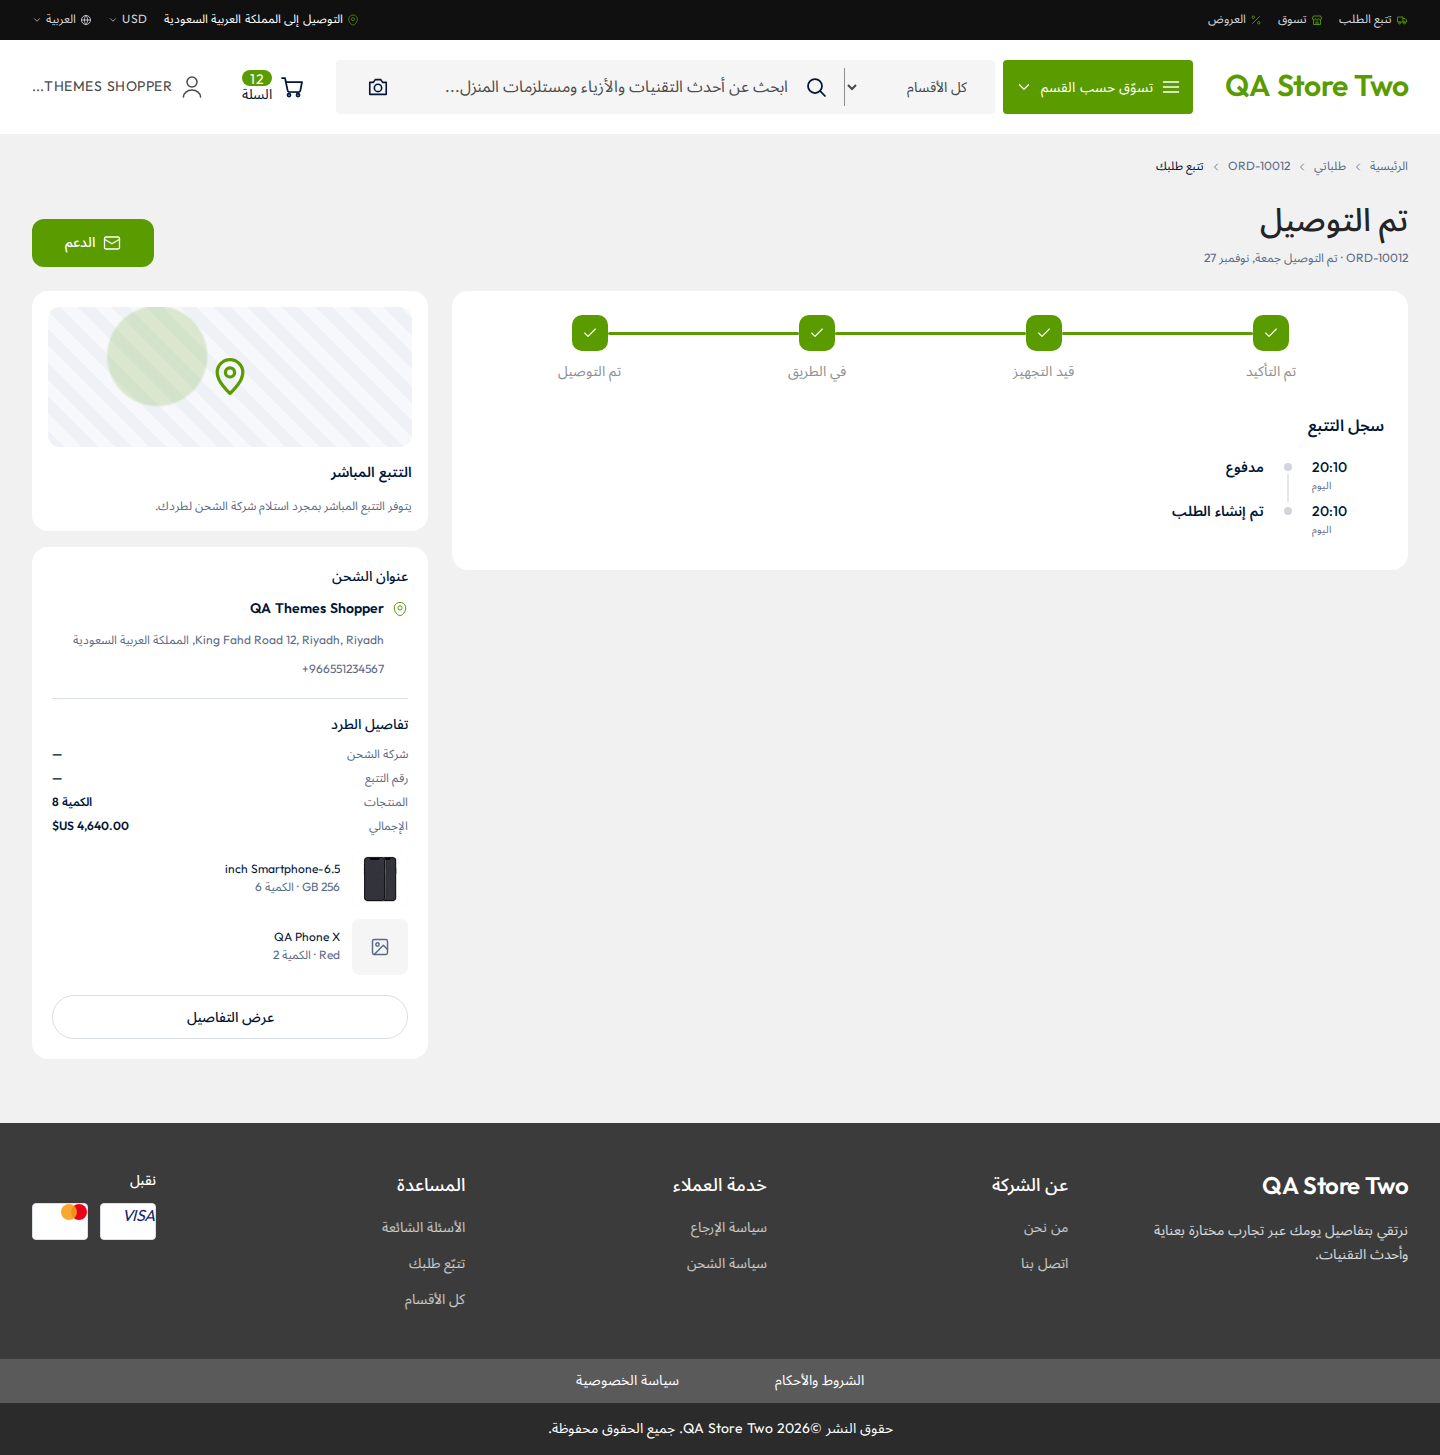 تتبع الطلب
تسوق
العروض
التوصيل إلى المملكة العربية السعودية
USD
العربية
QA Store Two
تسوّق حسب القسم
كل الأقسام
ابحث عن أحدث التقنيات والأزياء ومستلزمات المنزل...
12
السلة
THEMES SHOPPER...
الرئيسية
طلباتي
ORD-10012
تتبع طلبك
تم التوصيل
ORD-10012 · تم التوصيل جمعة, نوفمبر 27
الدعم
تم التأكيد
قيد التجهيز
في الطريق
تم التوصيل
سجل التتبع
20:10
مدفوع
اليوم
20:10
تم إنشاء الطلب
اليوم
التتبع المباشر
يتوفر التتبع المباشر بمجرد استلام شركة الشحن لطردك.
عنوان الشحن
QA Themes Shopper
King Fahd Road 12, Riyadh, Riyadh, المملكة العربية السعودية
+966551234567
تفاصيل الطرد
شركة الشحن —
رقم التتبع —
المنتجات الكمية 8
الإجمالي 4,640.00 US$
6.5-inch Smartphone
256 GB · الكمية 6
QA Phone X
Red · الكمية 2
عرض التفاصيل
QA Store Two
نرتقي بتفاصيل يومك عبر تجارب مختارة بعناية
وأحدث التقنيات.
عن الشركة
من نحن
اتصل بنا
خدمة العملاء
سياسة الإرجاع
سياسة الشحن
المساعدة
الأسئلة الشائعة
تتبّع طلبك
كل الأقسام
نقبل
VISA
الشروط والأحكام
سياسة الخصوصية
حقوق النشر ©2026 QA Store Two. جميع الحقوق محفوظة.